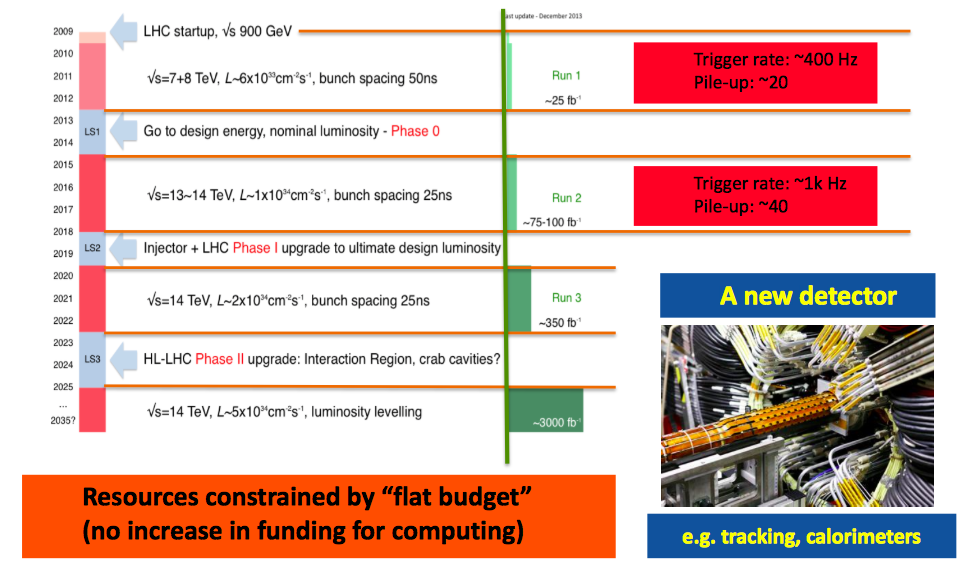 Last update - December 2013
2009
LHC startup, √s 900 GeV
2010
2011
2012
√s=7+8 TeV, L~6x10³³cm⁻²s⁻¹, bunch spacing 50ns
Run 1
~25 fb⁻¹
Trigger rate: ~400 Hz
Pile-up: ~20
2013
2014
LS1
Go to design energy, nominal luminosity - Phase 0
2015
2016
2017
2018
√s=13~14 TeV, L~1x10³⁴cm⁻²s⁻¹, bunch spacing 25ns
Run 2
~75-100 fb⁻¹
Trigger rate: ~1k Hz
Pile-up: ~40
LS2
2019
Injector + LHC Phase I upgrade to ultimate design luminosity
2020
2021
2022
√s=14 TeV, L~2x10³⁴cm⁻²s⁻¹, bunch spacing 25ns
Run 3
~350 fb⁻¹
2023
2024
2025
LS3
HL-LHC Phase II upgrade: Interaction Region, crab cavities?
...
2035?
√s=14 TeV, L~5x10³⁴cm⁻²s⁻¹, luminosity levelling
~3000 fb⁻¹
A new detector
e.g. tracking, calorimeters
Resources constrained by “flat budget”
(no increase in funding for computing)